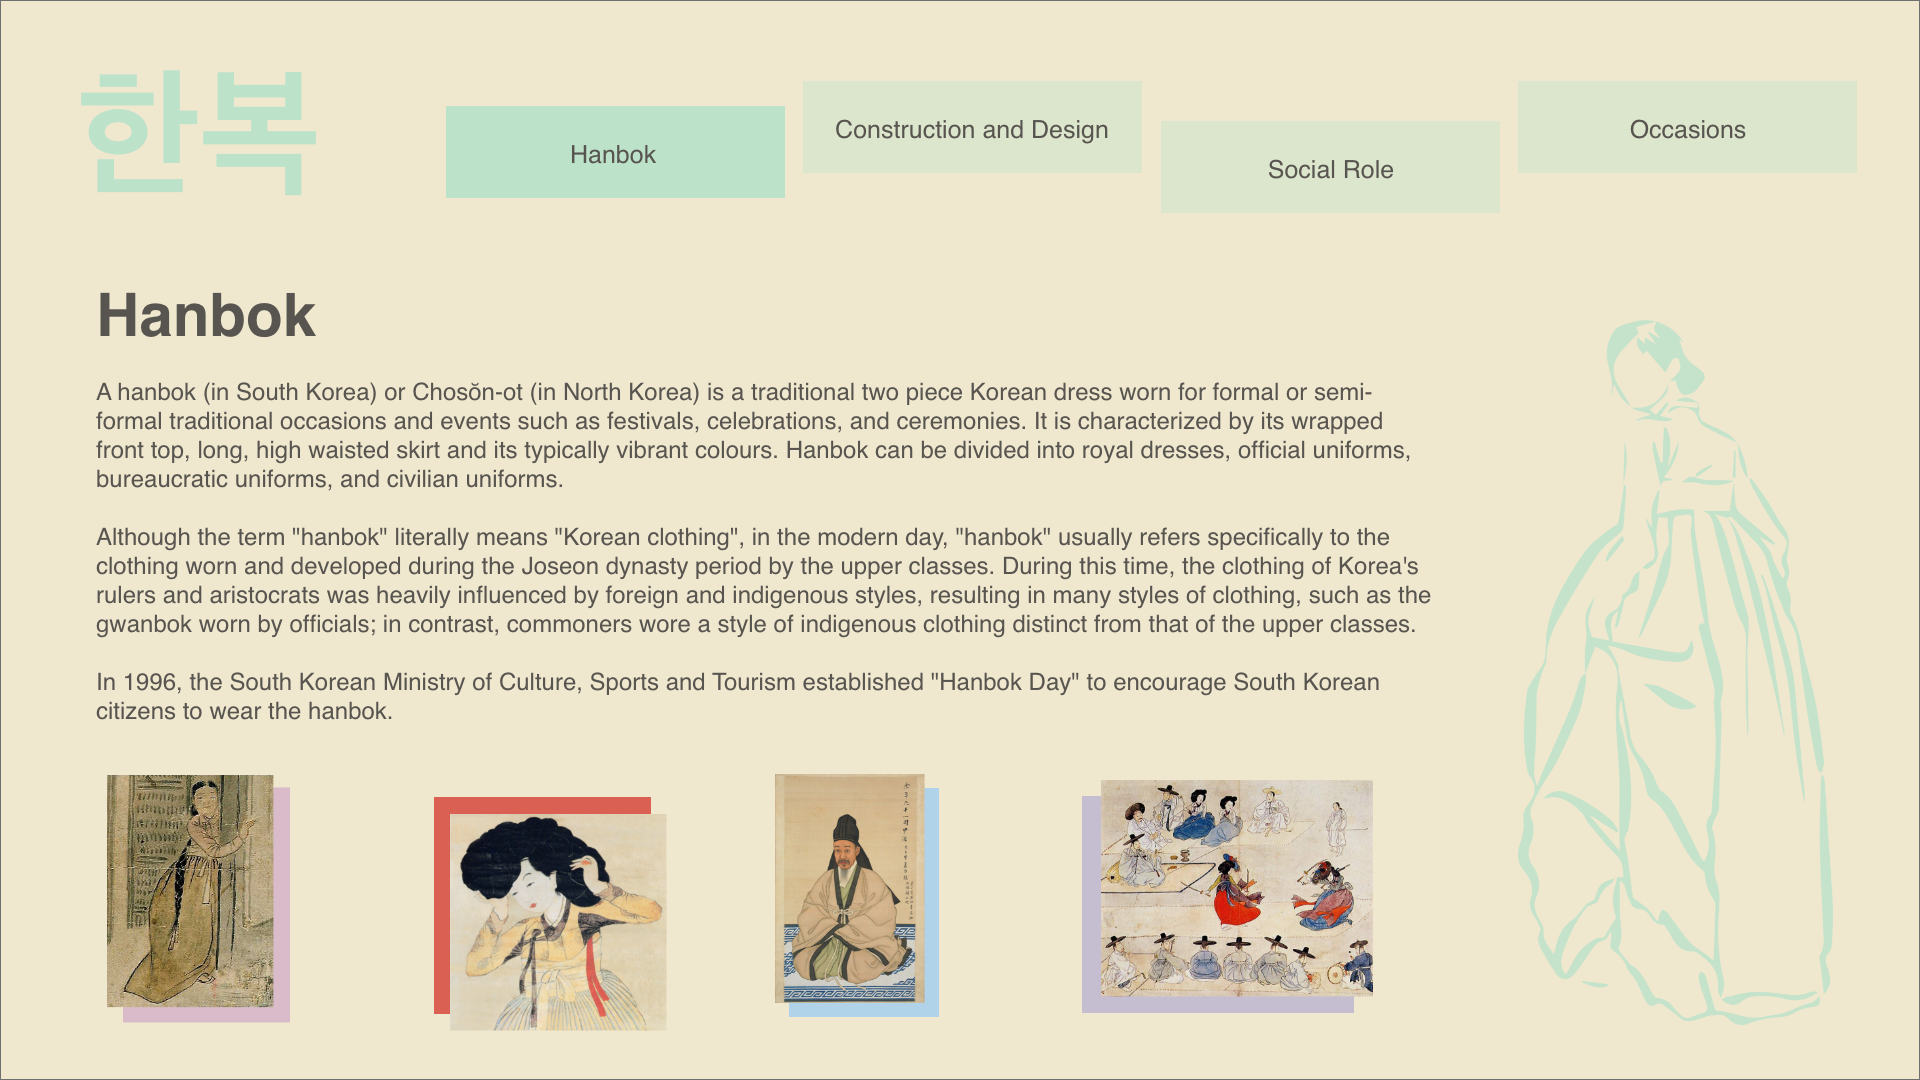 한복
Hanbok
Construction and Design
Social Role
Occasions
Hanbok
A hanbok (in South Korea) or Chosŏn-ot (in North Korea) is a traditional two piece Korean dress worn for formal or semi-
formal traditional occasions and events such as festivals, celebrations, and ceremonies. It is characterized by its wrapped
front top, long, high waisted skirt and its typically vibrant colours. Hanbok can be divided into royal dresses, official uniforms,
bureaucratic uniforms, and civilian uniforms.
Although the term "hanbok" literally means "Korean clothing", in the modern day, "hanbok" usually refers specifically to the
clothing worn and developed during the Joseon dynasty period by the upper classes. During this time, the clothing of Korea's
rulers and aristocrats was heavily influenced by foreign and indigenous styles, resulting in many styles of clothing, such as the
gwanbok worn by officials; in contrast, commoners wore a style of indigenous clothing distinct from that of the upper classes.
In 1996, the South Korean Ministry of Culture, Sports and Tourism established "Hanbok Day" to encourage South Korean
citizens to wear the hanbok.